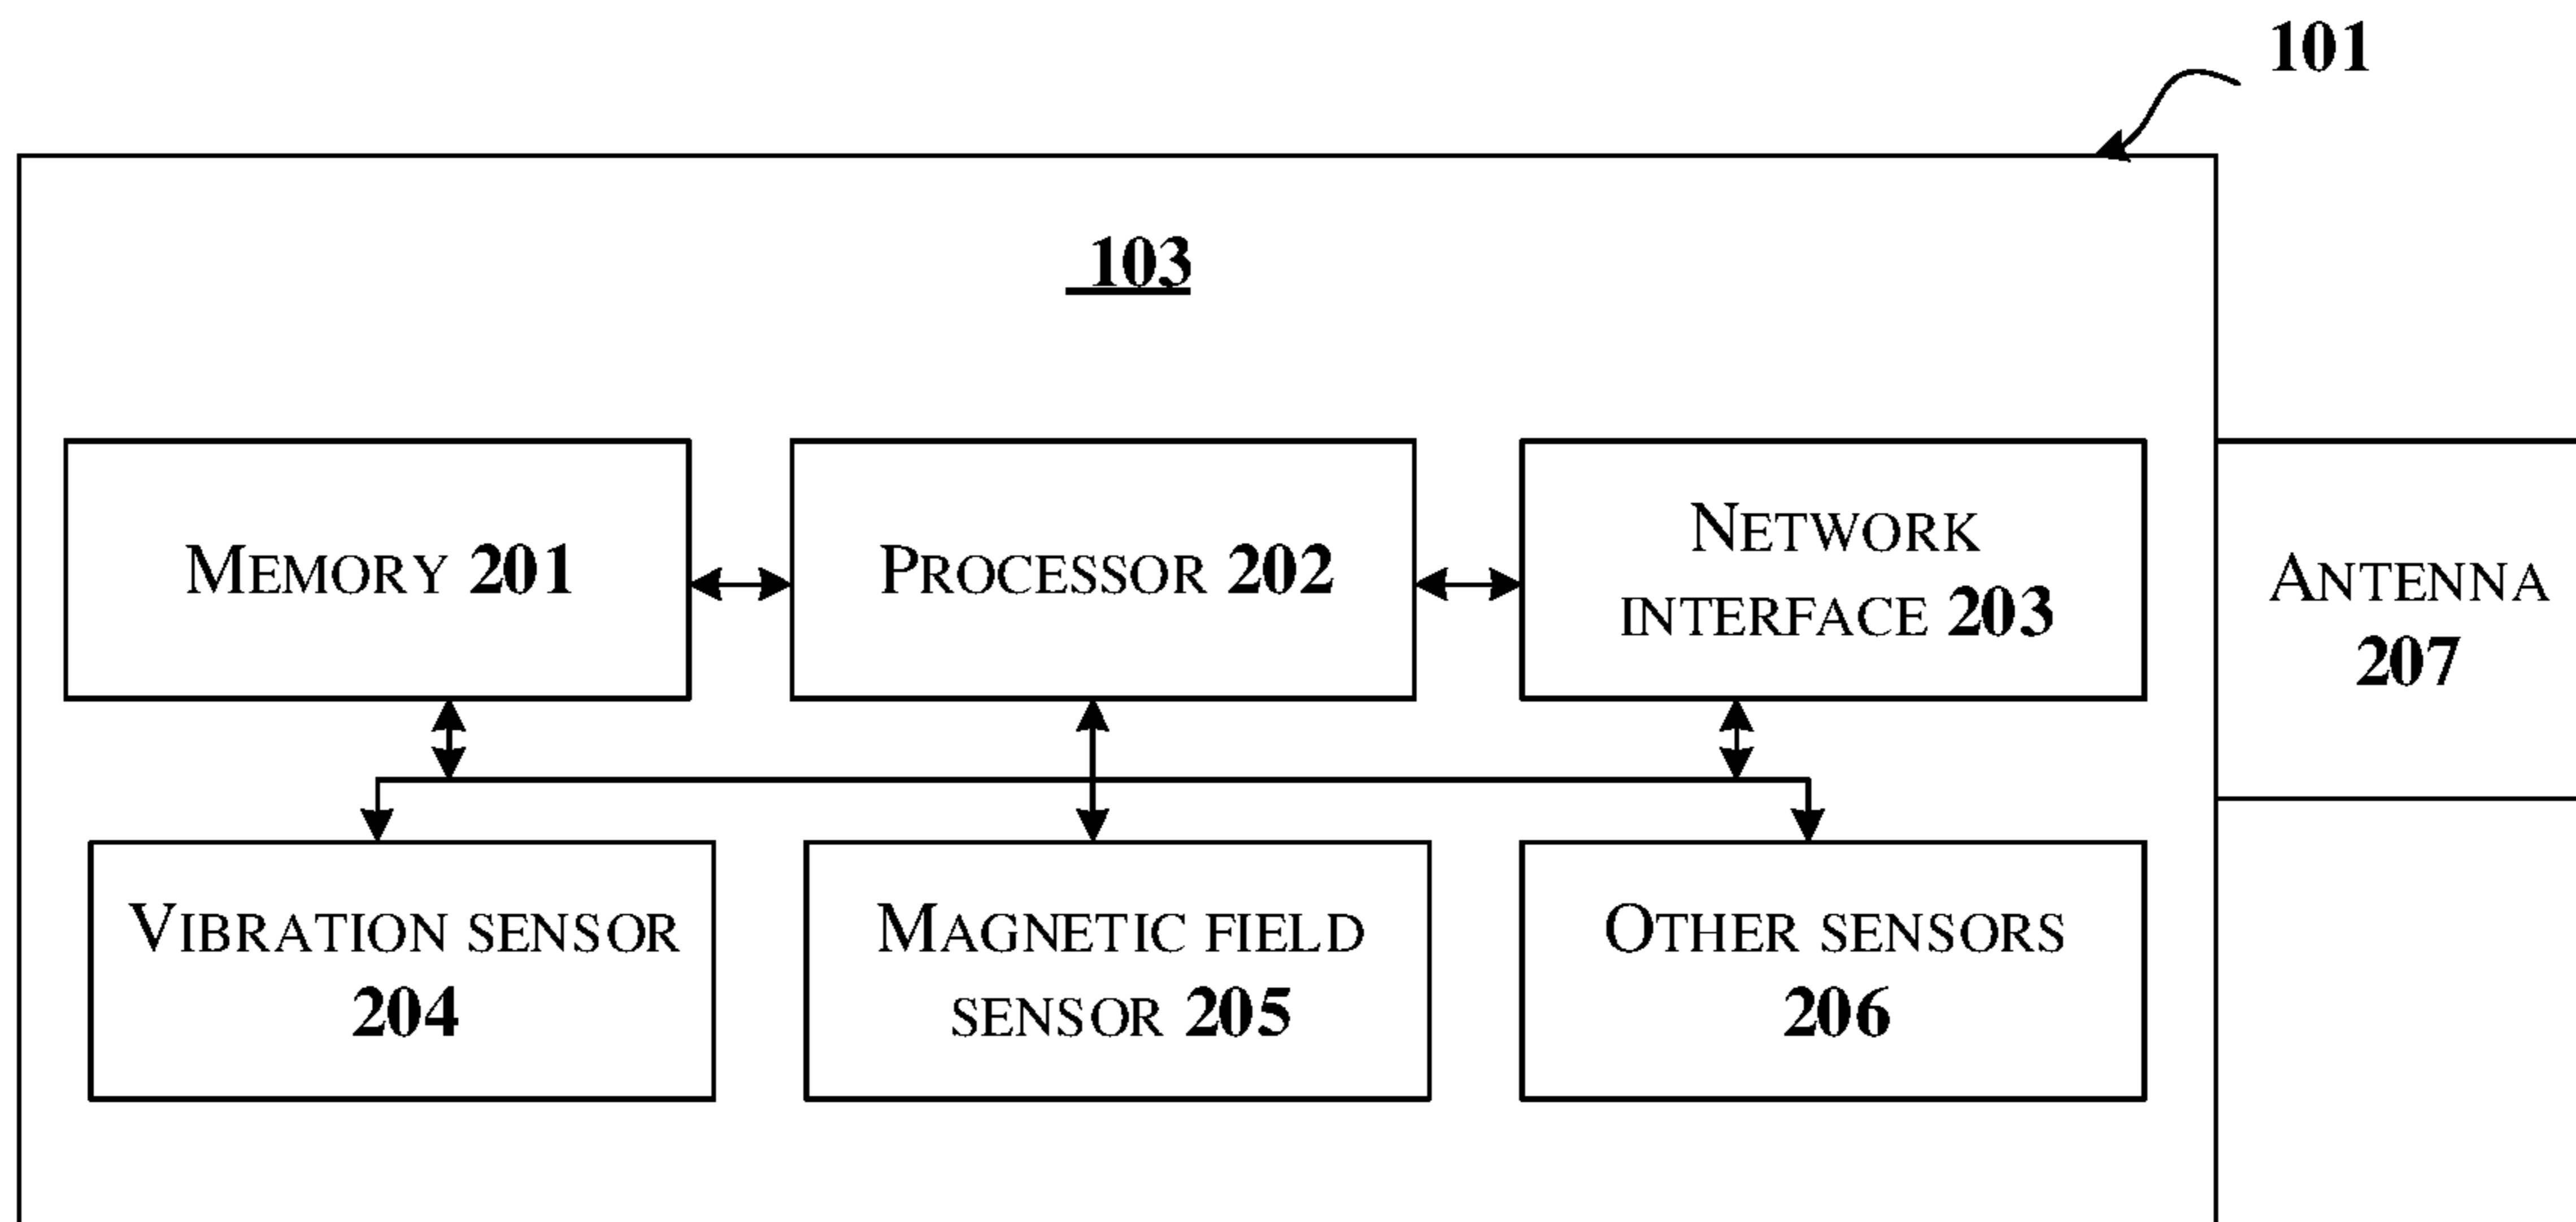 101
103
MEMORY 201
PROCESSOR 202
NETWORK
INTERFACE 203
ANTENNA
207
VIBRATION SENSOR
204
MAGNETIC FIELD
SENSOR 205
OTHER SENSORS
206